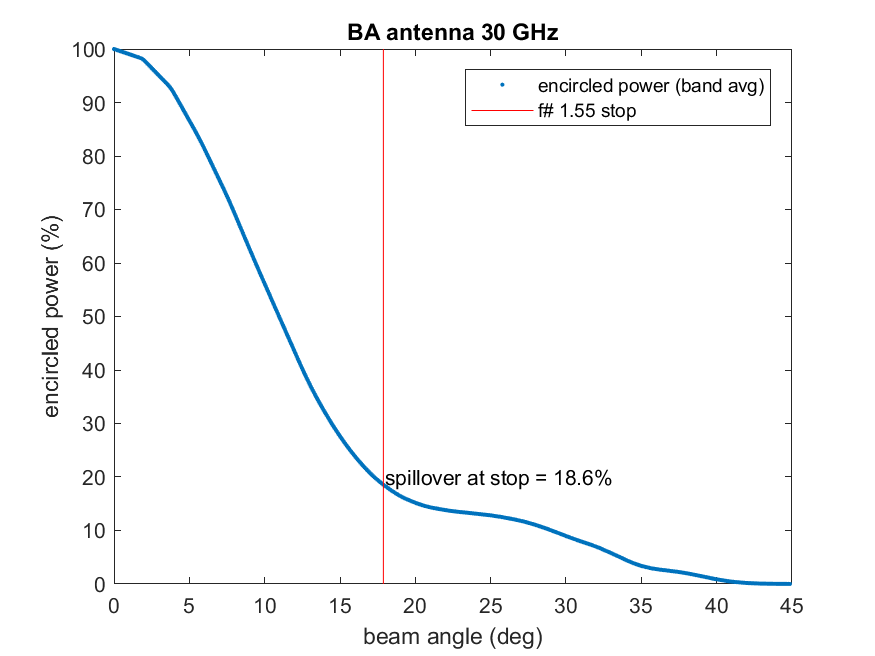 BA antenna 30 GHz
encircled power (band avg)
f# 1.55 stop
encircled power (%)
100
90
80
70
60
50
40
30
20
10
0
spillover at stop = 18.6%
0 5 10 15 20 25 30 35 40 45
beam angle (deg)